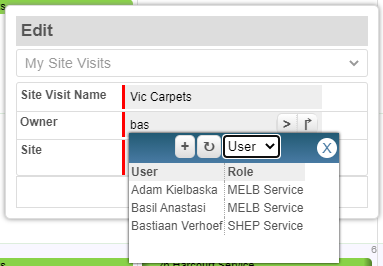 Edit
My Site Visits
Site Visit Name Vic Carpets
Owner bas >
Site
+ ↻ User X
User Role
Adam Kielbaska MELB Service
Basil Anastasi MELB Service
Bastiaan Verhoef SHEP Service
6
Harcourt Service